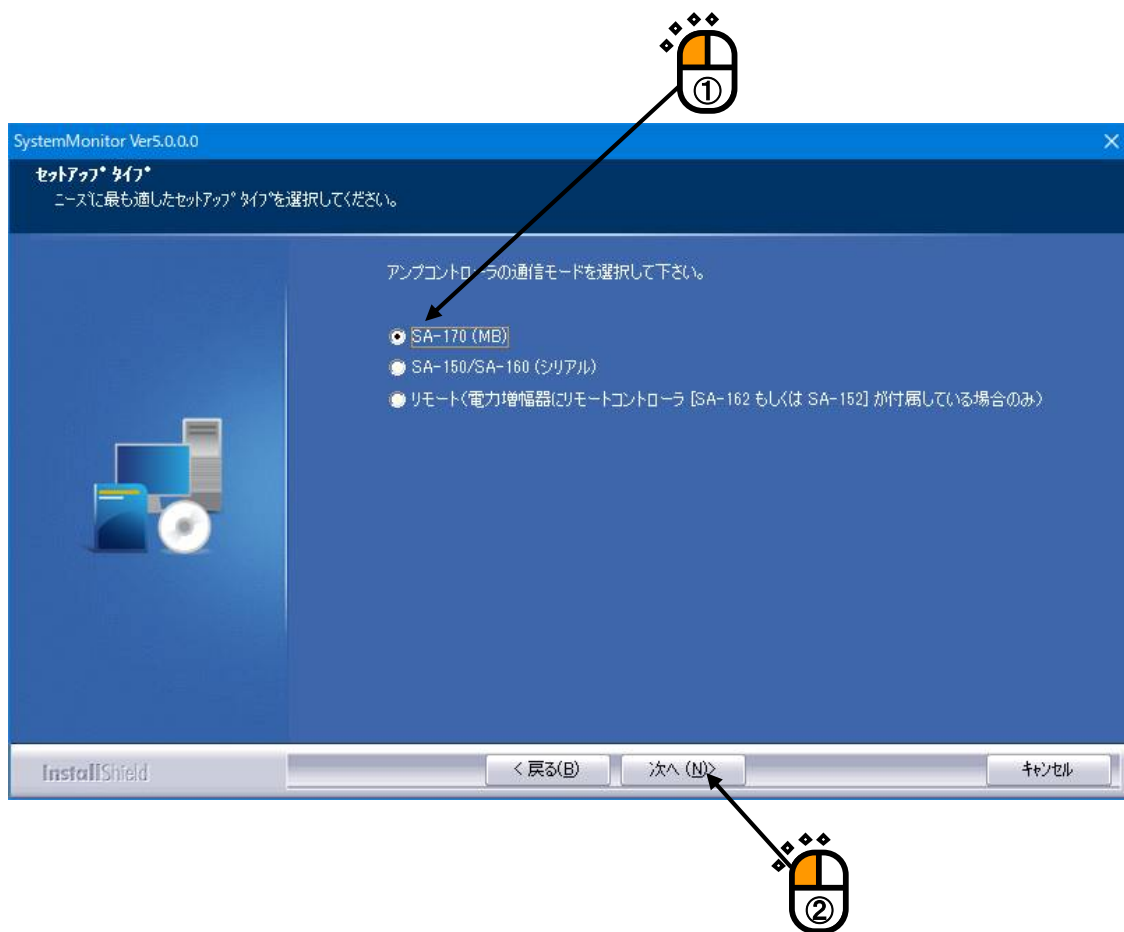 ①
SystemMonitor Ver5.0.0.0
セットアップ タイプ
ニーズに最も適したセットアップ タイプを選択してください。
アンプコントローラの通信モードを選択して下さい。
SA-170 (MB)
SA-150/SA-160 (シリアル)
リモート(電力増幅器にリモートコントローラ [SA-162 もしくは SA-152] が付属している場合のみ)
InstallShield
< 戻る(B)
次へ (N)>
キャンセル
②